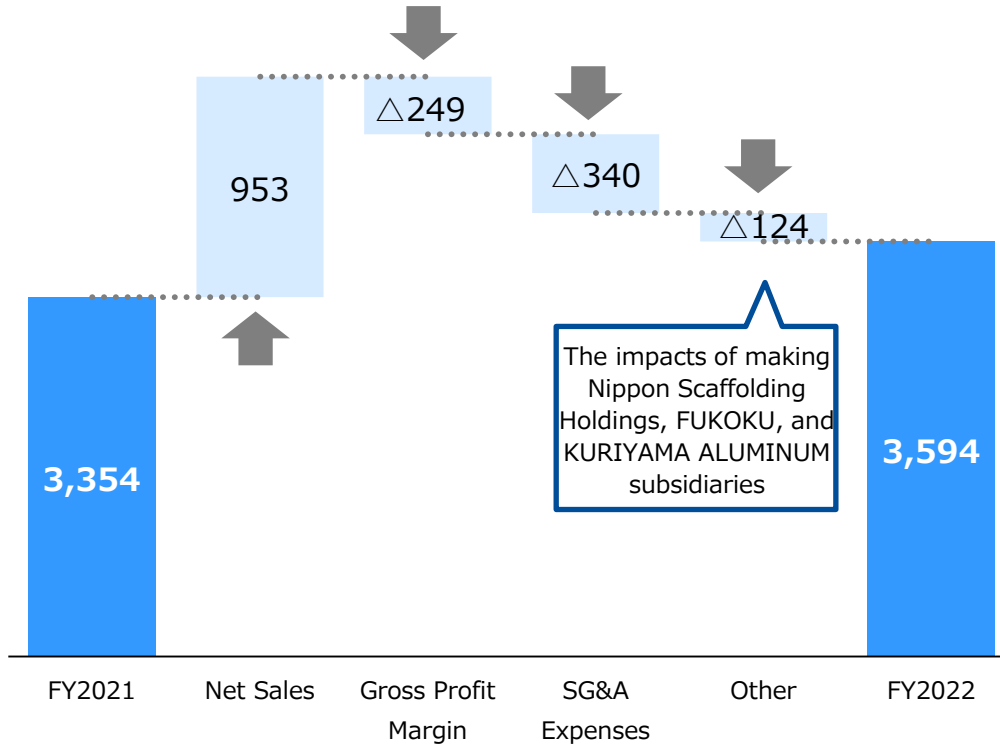 △249
△340
953
△124
The impacts of making
Nippon Scaffolding
Holdings, FUKOKU, and
KURIYAMA ALUMINUM
subsidiaries
3,354
3,594
FY2021
Net Sales
Gross Profit
Margin
SG&A
Expenses
Other
FY2022